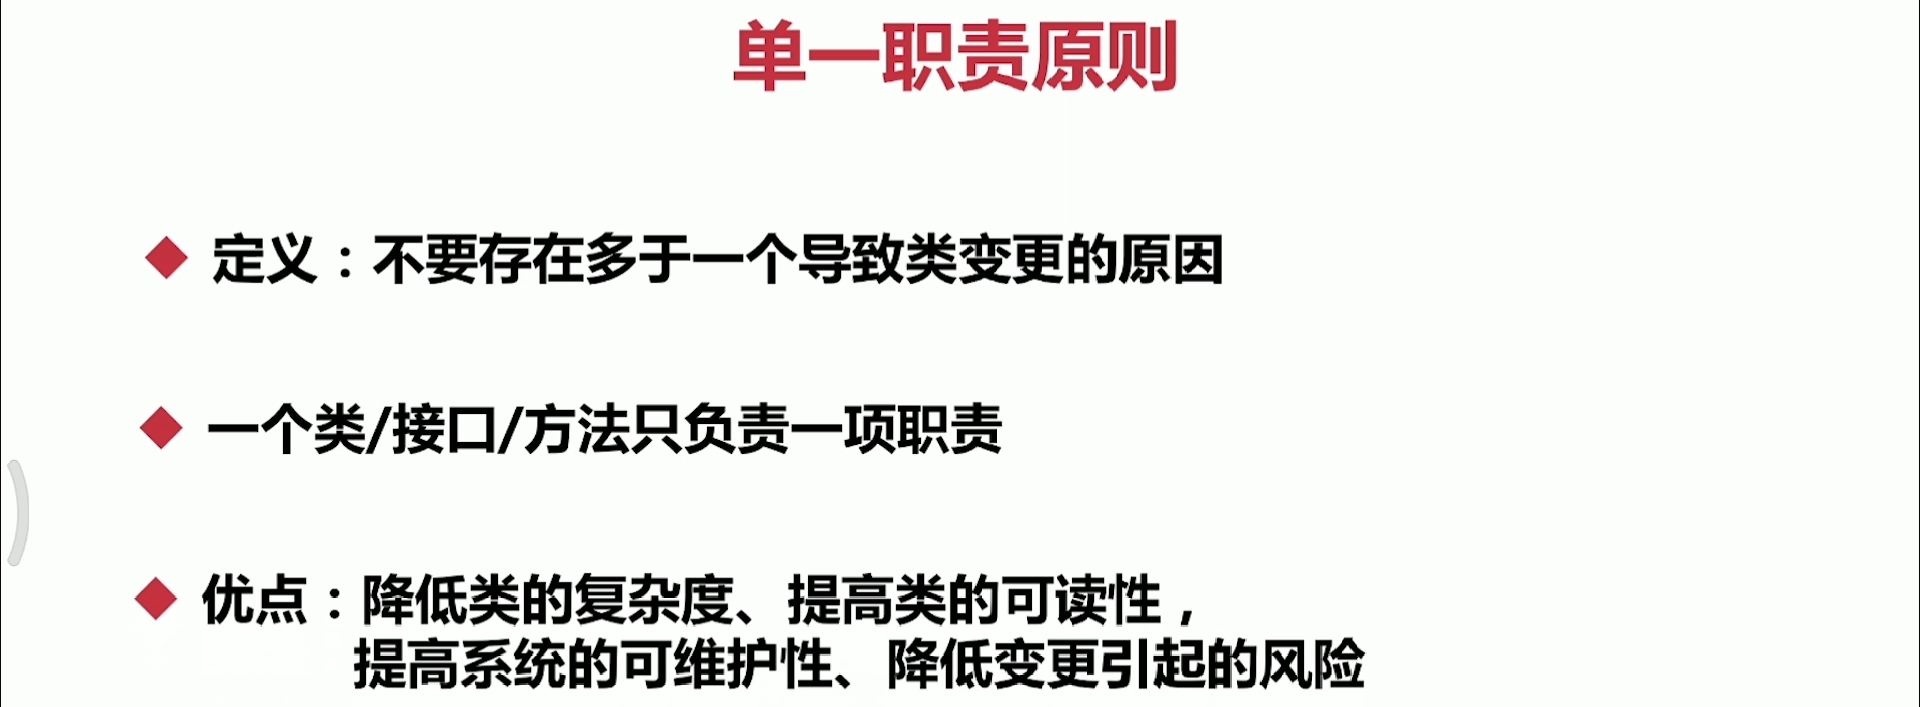 单一职责原则
定义：不要存在多于一个导致类变更的原因
一个类/接口/方法只负责一项职责
优点：降低类的复杂度、提高类的可读性，
提高系统的可维护性、降低变更引起的风险